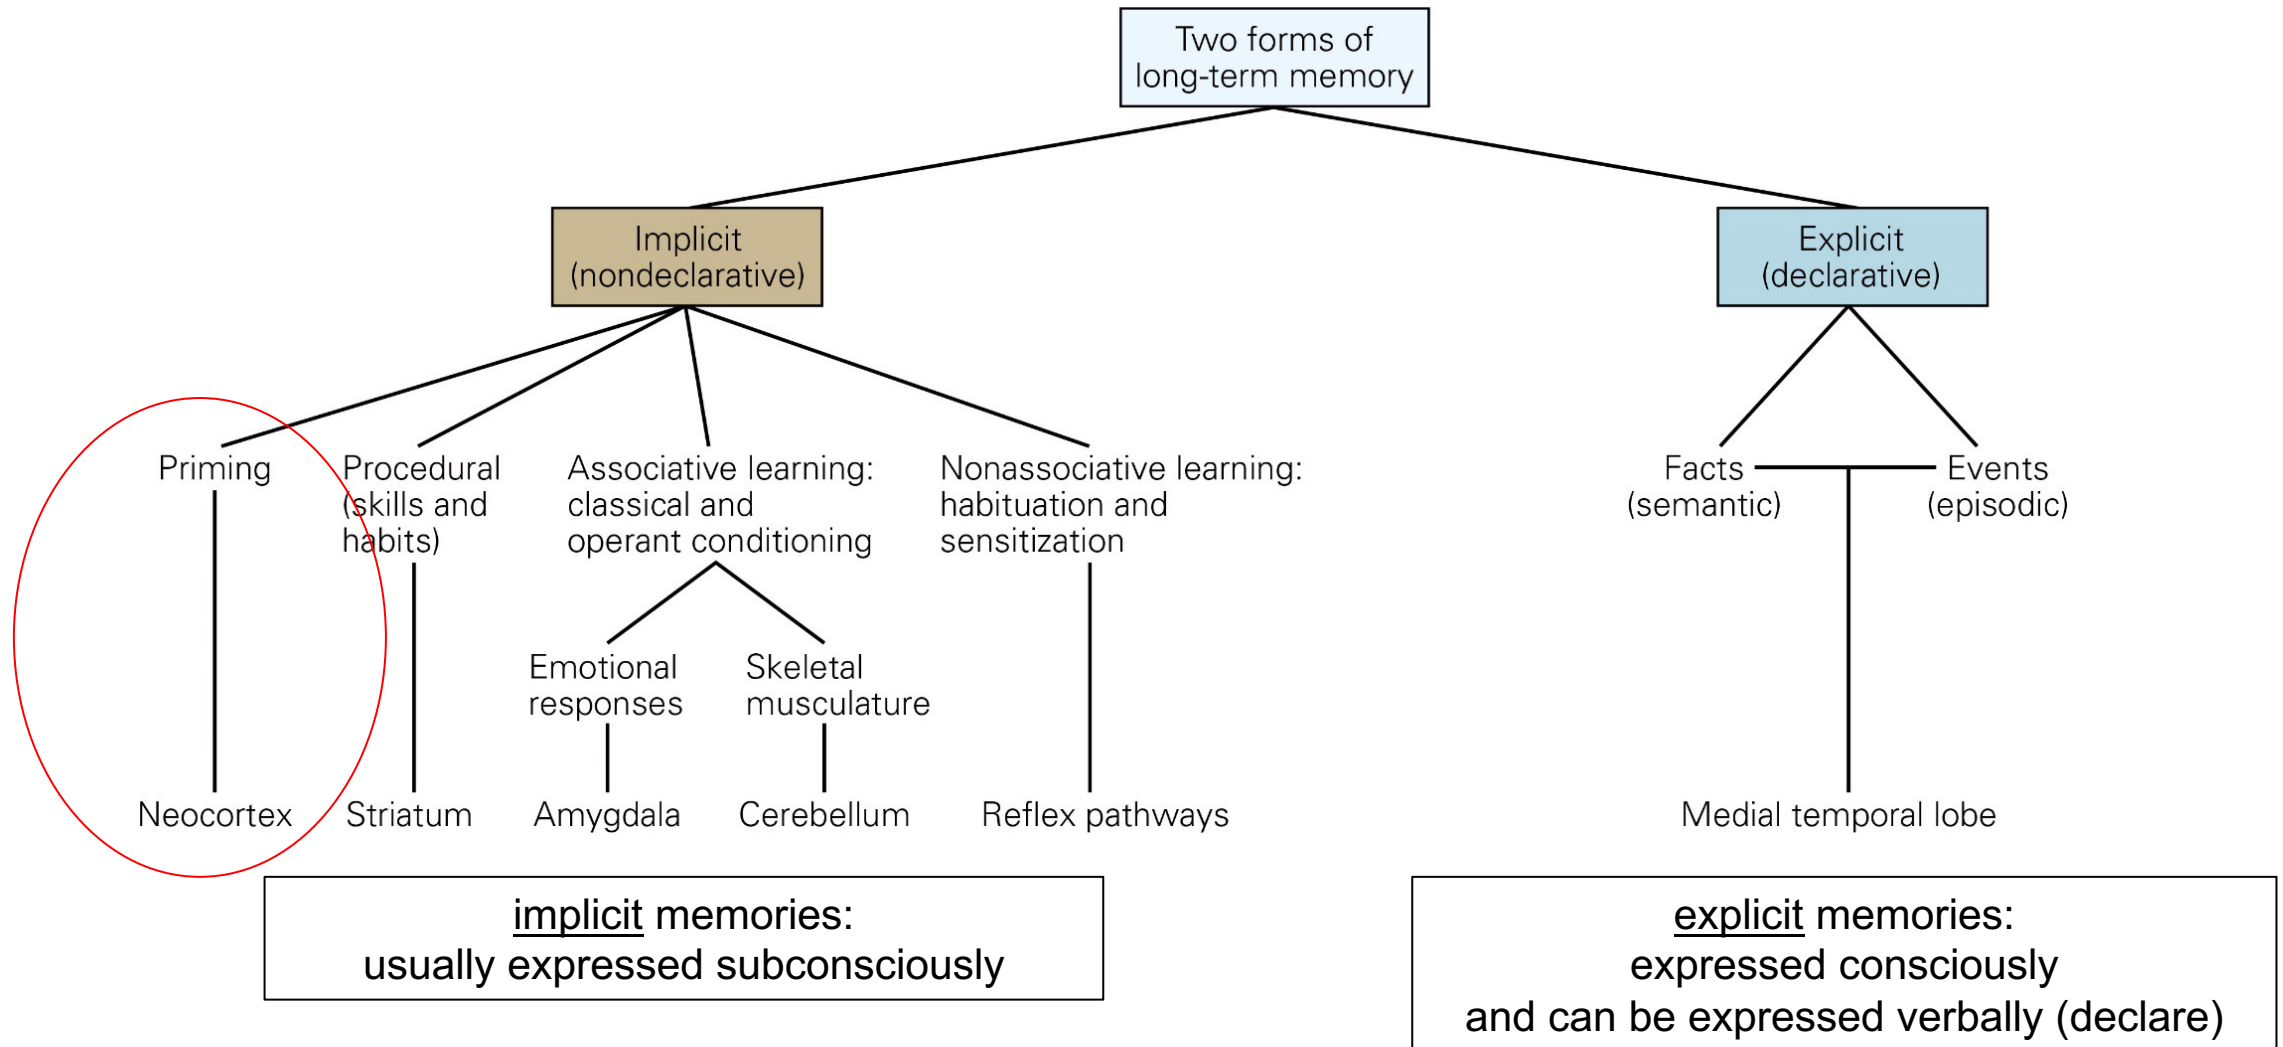 Two forms of
long-term memory
Implicit
(nondeclarative)
Explicit
(declarative)
Priming
Procedural
(skills and
habits)
Associative learning:
classical and
operant conditioning
Nonassociative learning:
habituation and
sensitization
Facts
(semantic)
Events
(episodic)
Emotional
responses
Skeletal
musculature
Neocortex
Striatum
Amygdala
Cerebellum
Reflex pathways
Medial temporal lobe
implicit memories:
usually expressed subconsciously
explicit memories:
expressed consciously
and can be expressed verbally (declare)